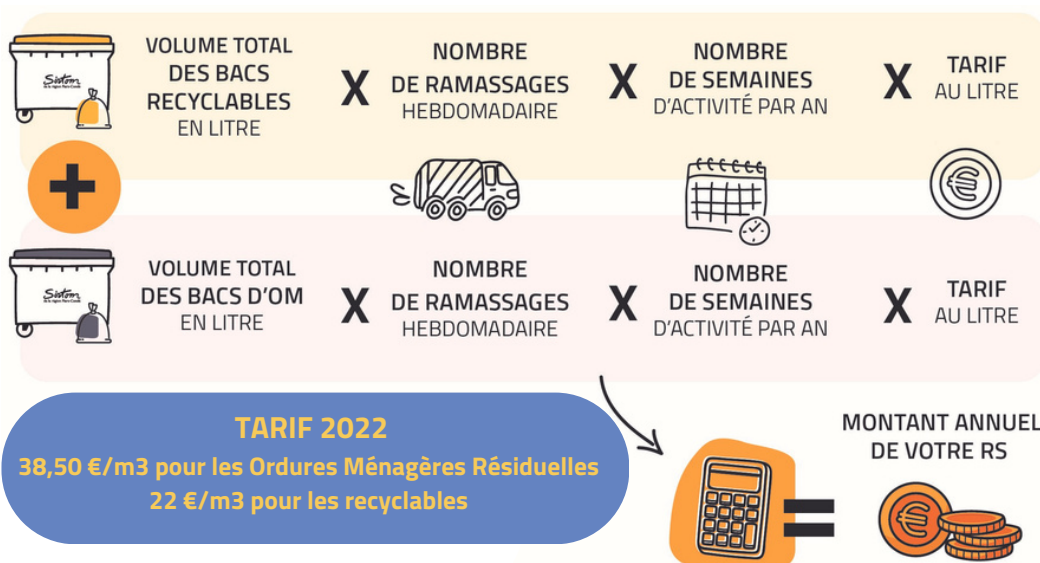 VOLUME TOTAL
DES BACS
RECYCLABLES
EN LITRE
X
NOMBRE
DE RAMASSAGES
HEBDOMADAIRE
X
NOMBRE
DE SEMAINES
D'ACTIVITÉ PAR AN
X
TARIF
AU LITRE
Sistom
+
€
VOLUME TOTAL
DES BACS D'OM
EN LITRE
X
NOMBRE
DE RAMASSAGES
HEBDOMADAIRE
X
NOMBRE
DE SEMAINES
D'ACTIVITÉ PAR AN
X
TARIF
AU LITRE
Sistom
TARIF 2022
38,50 €/m3 pour les Ordures Ménagères Résiduelles
22 €/m3 pour les recyclables
=
MONTANT ANNUEL
DE VOTRE RS
€